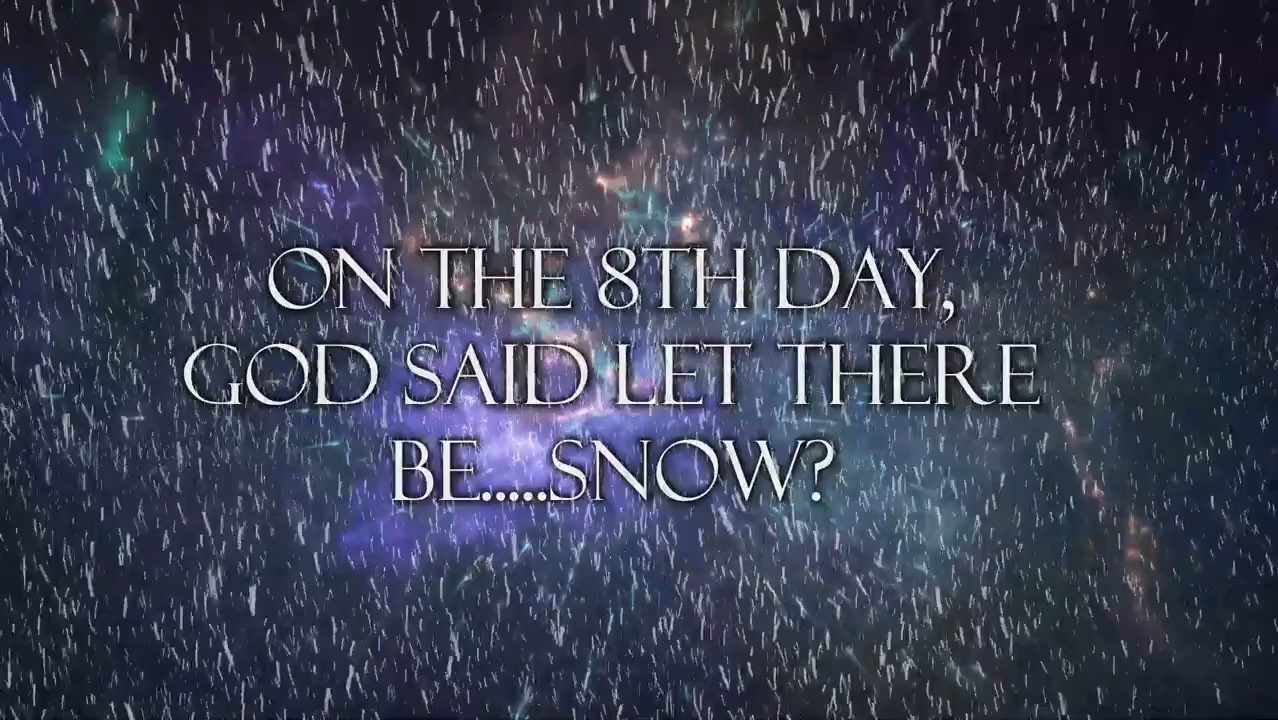 ON THE 8TH DAY,
GOD SAID LET THERE
BE.....SNOW?